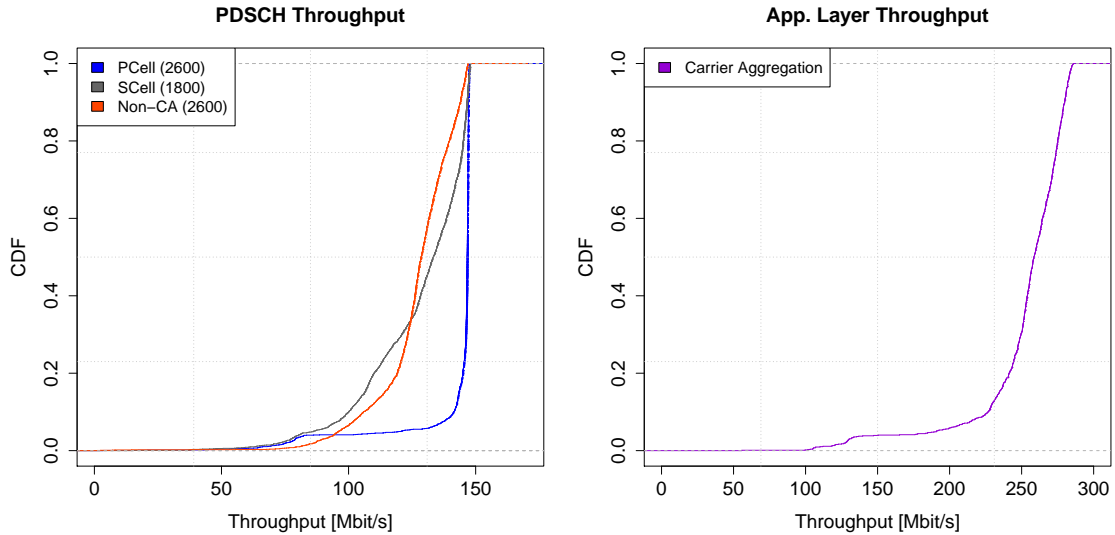 PDSCH Throughput
PCell (2600)
SCell (1800)
Non−CA (2600)
CDF
0.0 0.2 0.4 0.6 0.8 1.0
0 50 100 150
Throughput [Mbit/s]
App. Layer Throughput
Carrier Aggregation
CDF
0.0 0.2 0.4 0.6 0.8 1.0
0 50 100 150 200 250 300
Throughput [Mbit/s]